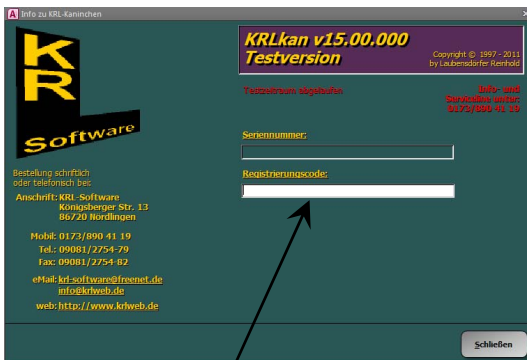 Info zu KRL-Kaninchen
KR
Software
KRLkan v15.00.000
Testversion
Copyright © 1997 - 2011
by Laubensdörfer Reinhold
Testzeitraum abgelaufen
Info- und
Serviceline unter:
0173/890 41 19
Seriennummer:
Registrierungscode:
Bestellung schriftlich
oder telefonisch bei:
Anschrift: KRL-Software
Königsberger Str. 13
86720 Nördlingen
Mobil: 0173/890 41 19
Tel.: 09081/2754-79
Fax: 09081/2754-82
eMail: krl-software@freenet.de
info@krlweb.de
web: http://www.krlweb.de
Schließen